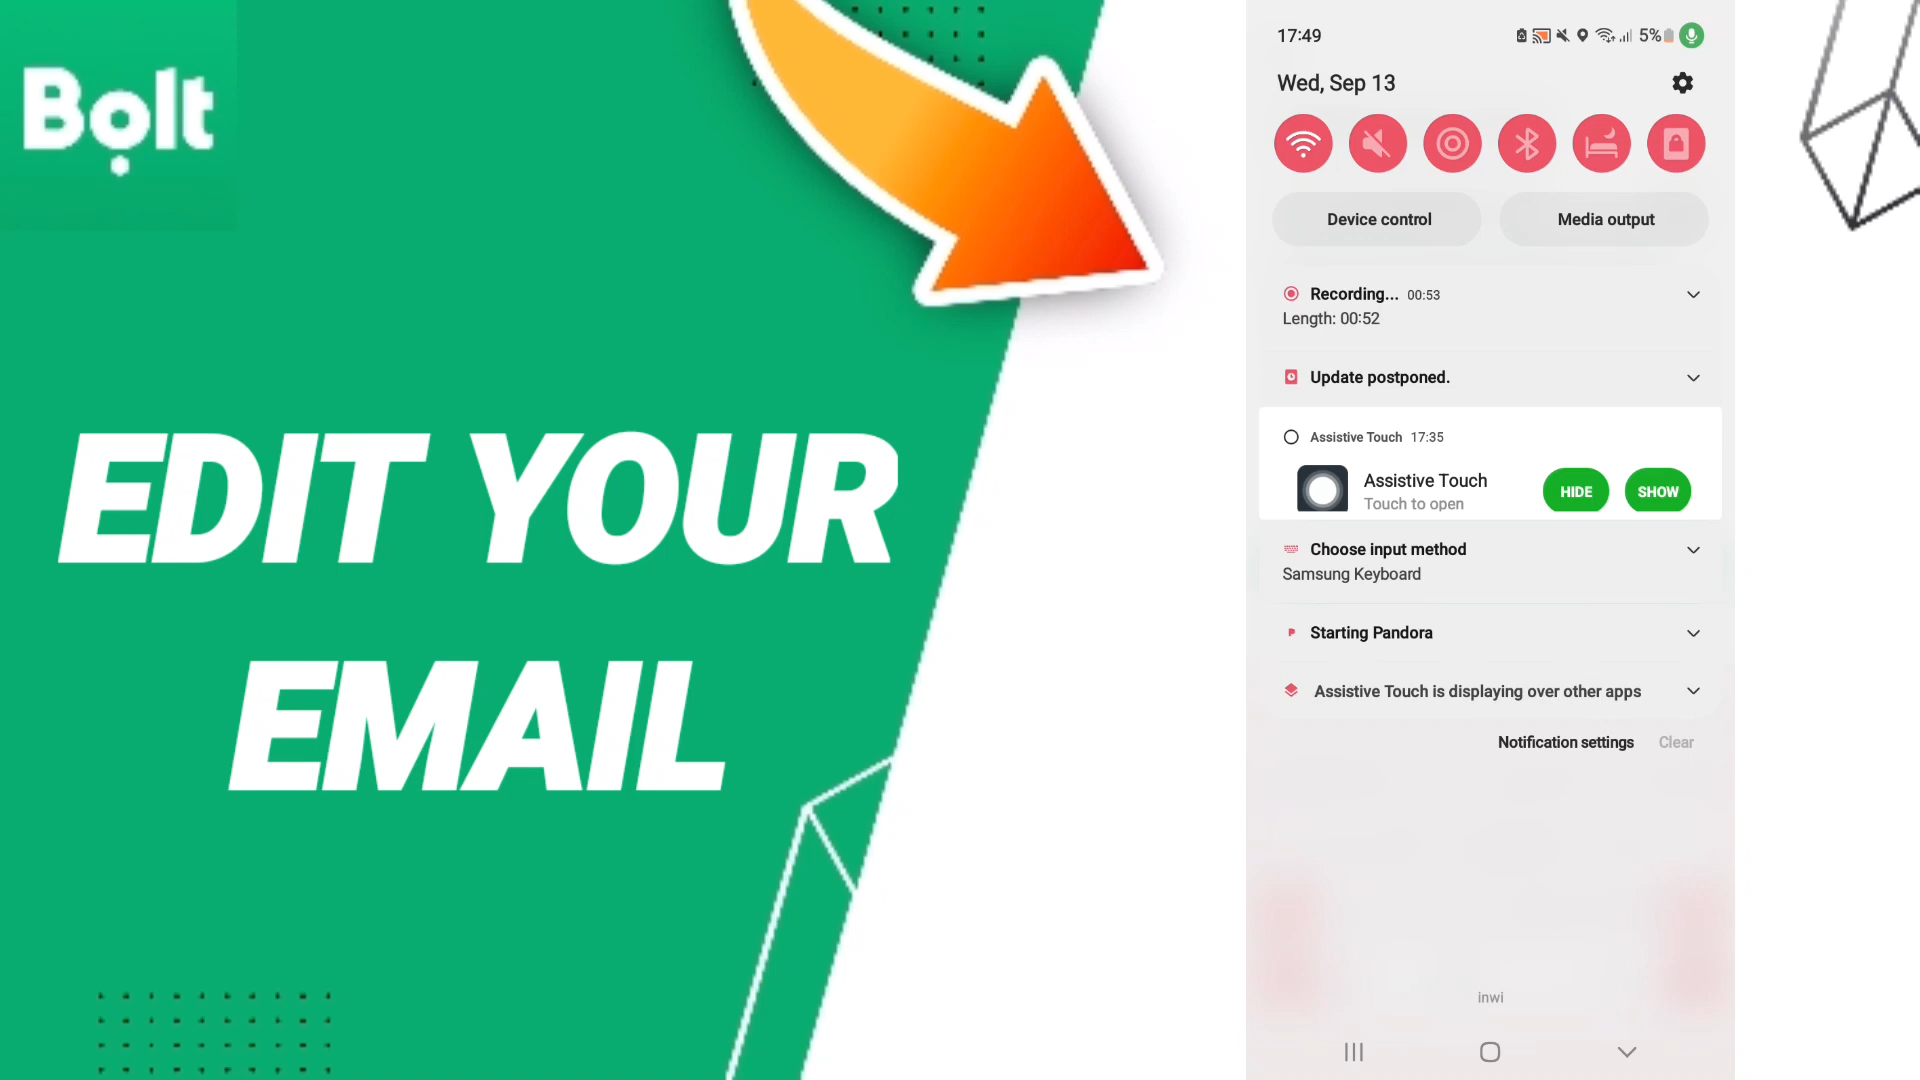 Bolt
EDIT YOUR
EMAIL
17:49
5%
Wed, Sep 13
Device control
Media output
Recording... 00:53
Length: 00:52
Update postponed.
Assistive Touch 17:35
Assistive Touch
Touch to open
HIDE
SHOW
Choose input method
Samsung Keyboard
Starting Pandora
Assistive Touch is displaying over other apps
Notification settings
Clear
inwi